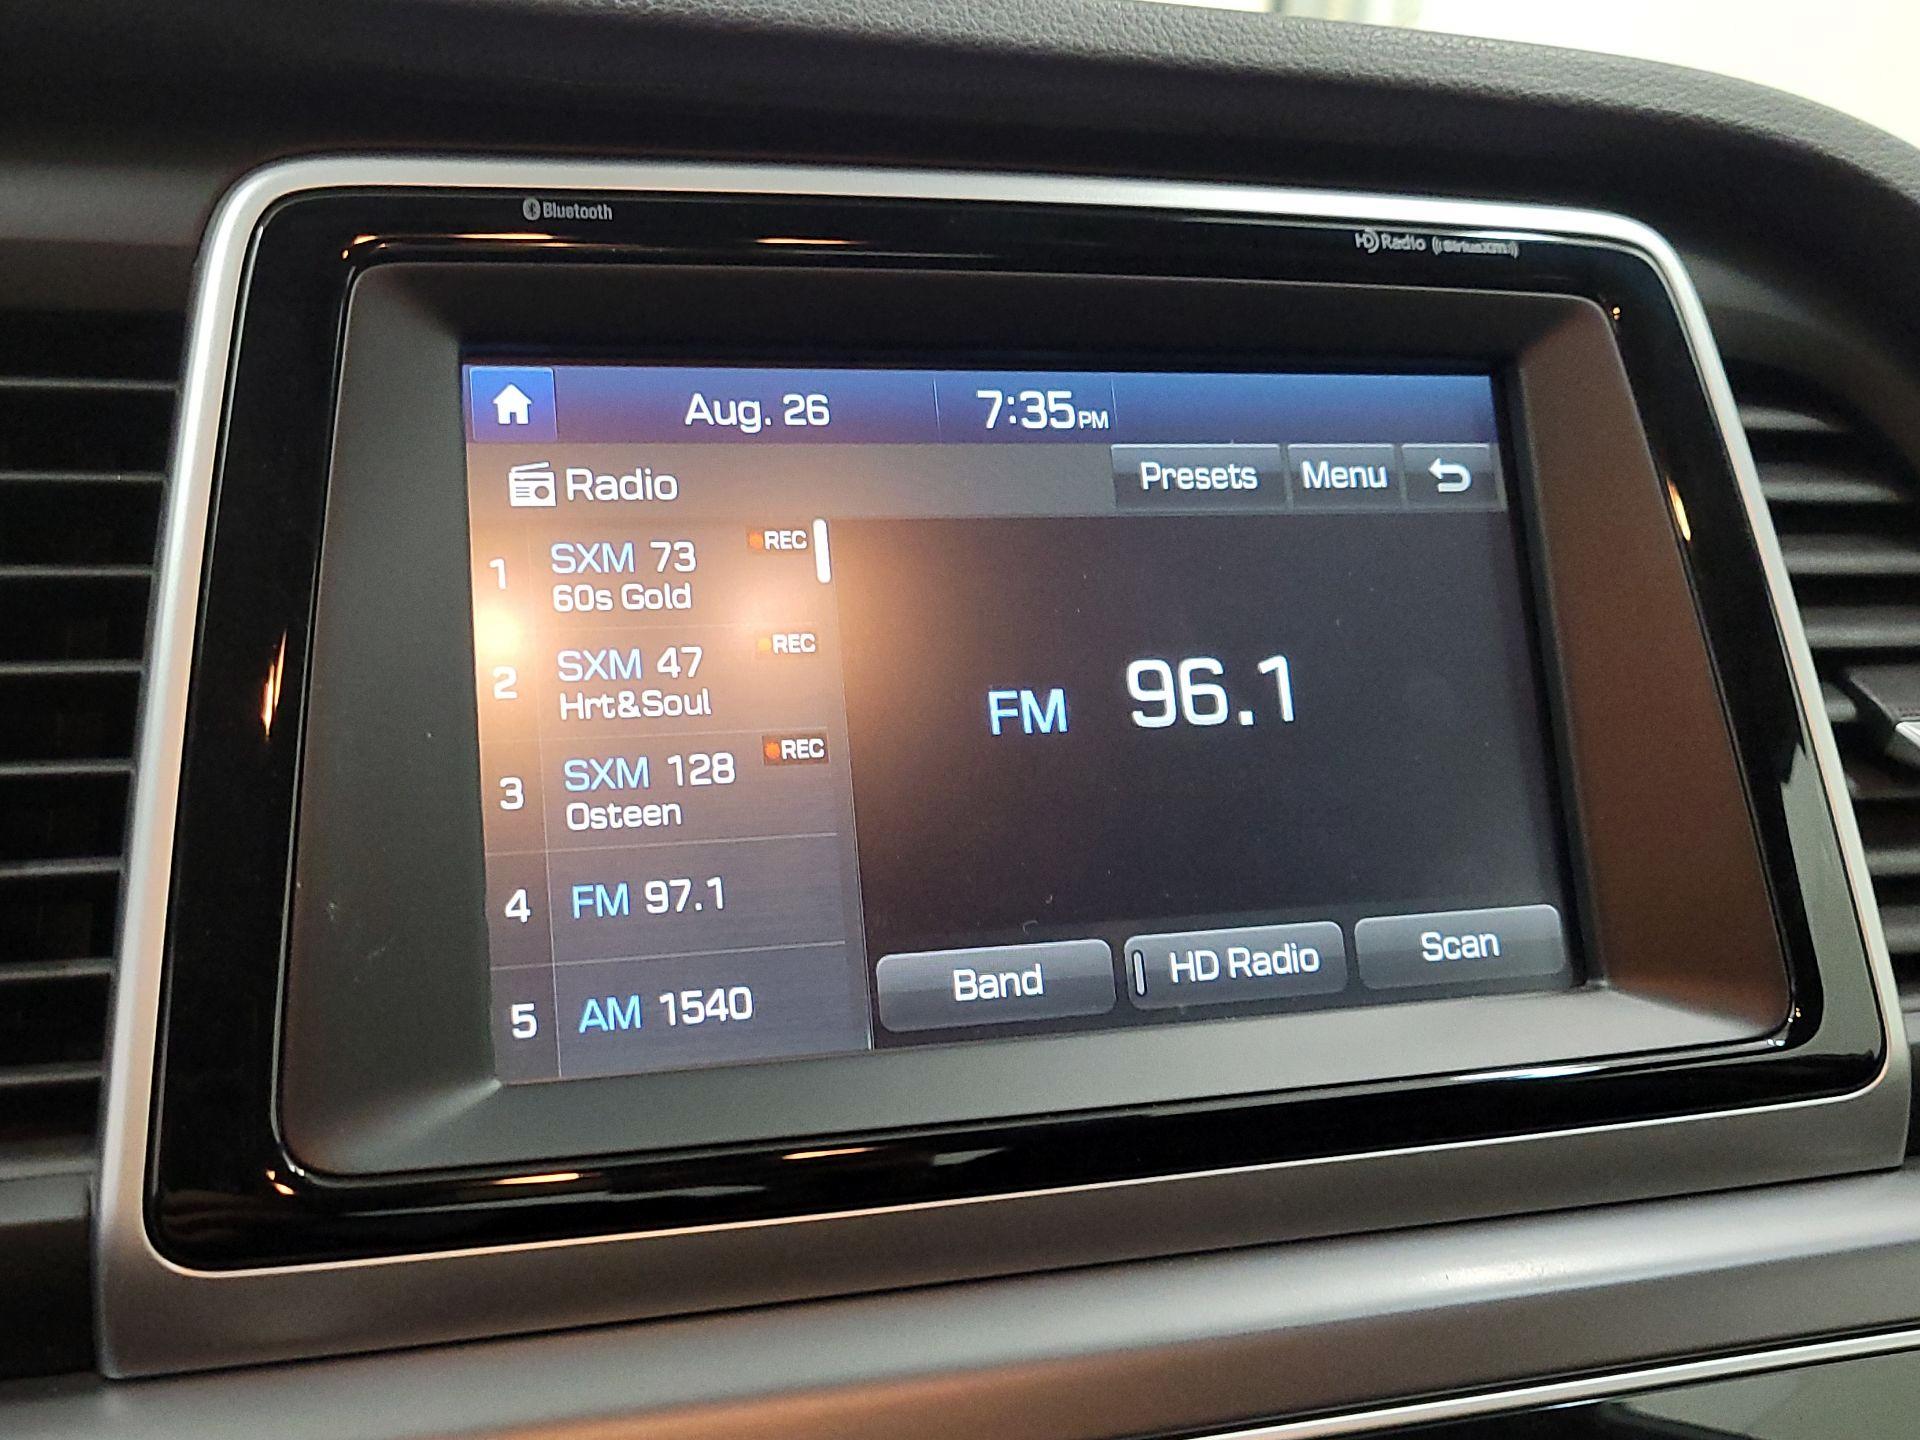 Bluetooth
HD Radio ((SiriusXM))
Aug. 26 7:35PM
Radio Presets Menu
1 SXM 73 REC
60s Gold
2 SXM 47 REC
Hrt&Soul
3 SXM 128 REC
Osteen
4 FM 97.1
5 AM 1540
FM 96.1
Band HD Radio Scan